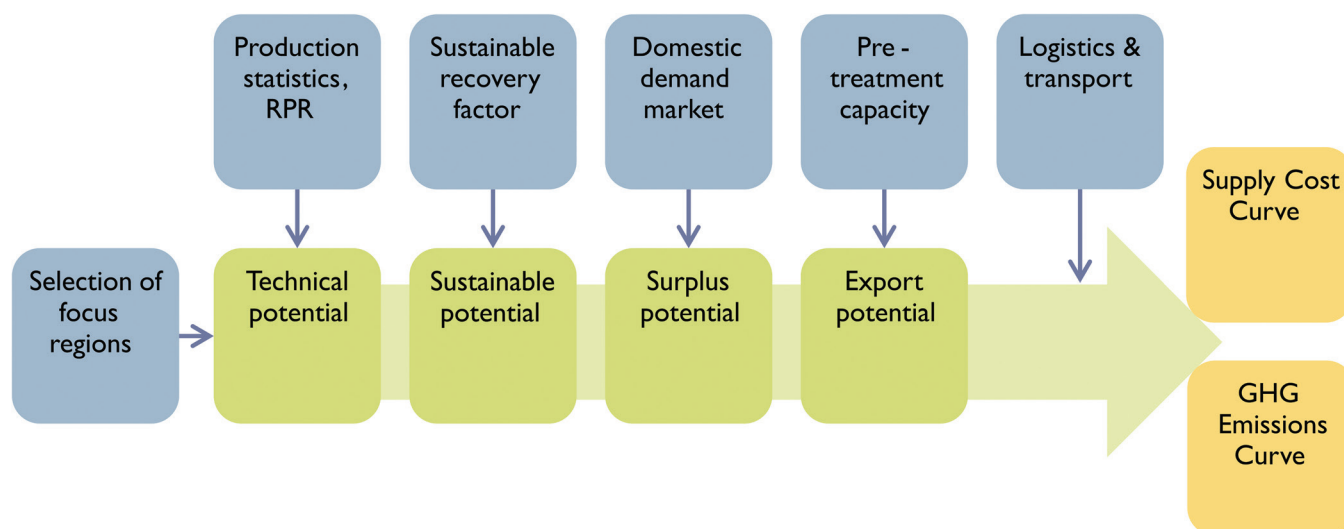 Production
statistics,
RPR
Sustainable
recovery
factor
Domestic
demand
market
Pre -
treatment
capacity
Logistics &
transport
Supply Cost
Curve
Selection of
focus
regions
Technical
potential
Sustainable
potential
Surplus
potential
Export
potential
GHG
Emissions
Curve